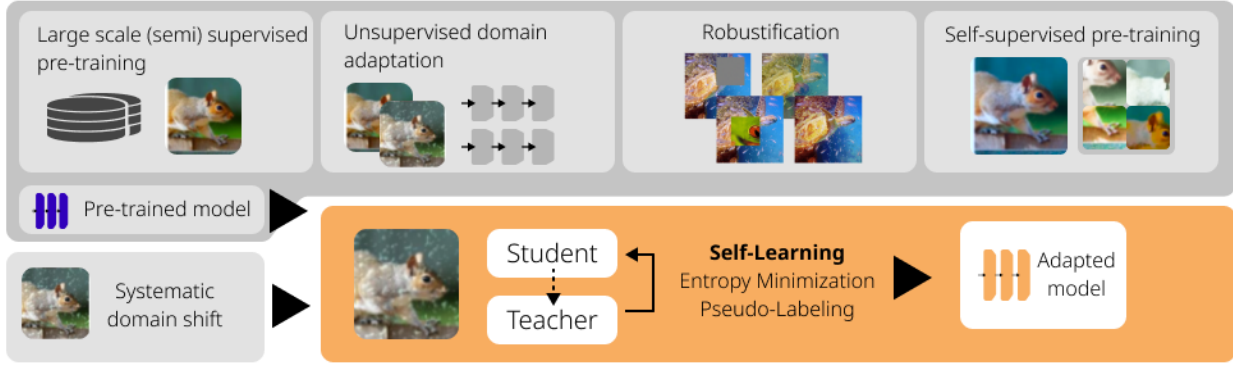 Large scale (semi) supervised
pre-training
Unsupervised domain
adaptation
Robustification
Self-supervised pre-training
Pre-trained model
Systematic
domain shift
Student
Teacher
Self-Learning
Entropy Minimization
Pseudo-Labeling
Adapted
model